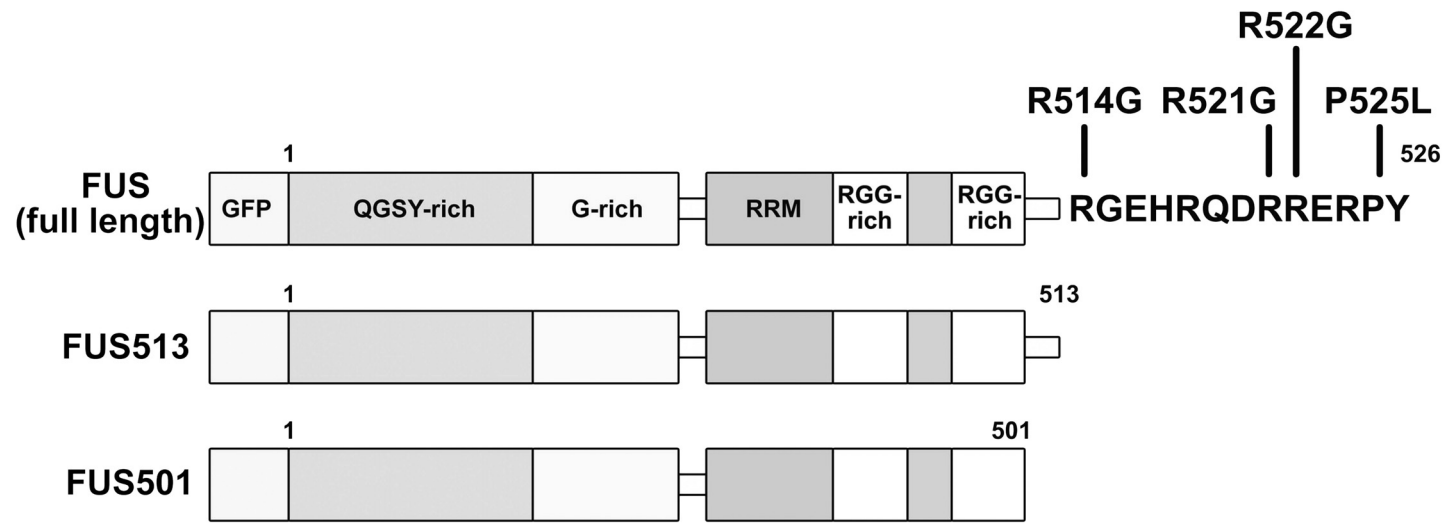 R522G
R514G R521G P525L
1 526
FUS
(full length)
GFP QGSY-rich G-rich RRM RGG-
rich RGG-
rich RGEHRQDRRERPY
1 513
FUS513
1 501
FUS501